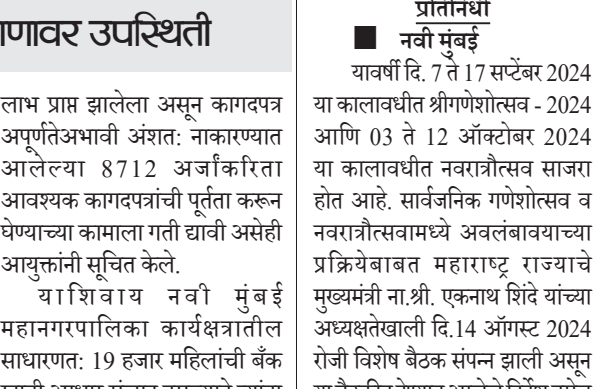 णावर उपस्थिती
लाभ प्राप्त झालेला असून कागदपत्र
अपूर्णतेअभावी अंशत: नाकारण्यात
आलेल्या 8712 अर्जांकरिता
आवश्यक कागदपत्रांची पूर्तता करून
घेण्याच्या कामाला गती द्यावी असेही
आयुक्तांनी सूचित केले.
याशिवाय नवी मुंबई
महानगरपालिका कार्यक्षेत्रातील
साधारणत: 19 हजार महिलांची बँक
प्रतिनिधी
■ नवी मुंबई
यावर्षी दि. 7 ते 17 सप्टेंबर 2024
या कालावधीत श्रीगणेशोत्सव - 2024
आणि 03 ते 12 ऑक्टोबर 2024
या कालावधीत नवरात्रौत्सव साजरा
होत आहे. सार्वजनिक गणेशोत्सव व
नवरात्रौत्सवामध्ये अवलंबावयाच्या
प्रक्रियेबाबत महाराष्ट्र राज्याचे
मुख्यमंत्री ना.श्री. एकनाथ शिंदे यांच्या
अध्यक्षतेखाली दि.14 ऑगस्ट 2024
रोजी विशेष बैठक संपन्न झाली असून